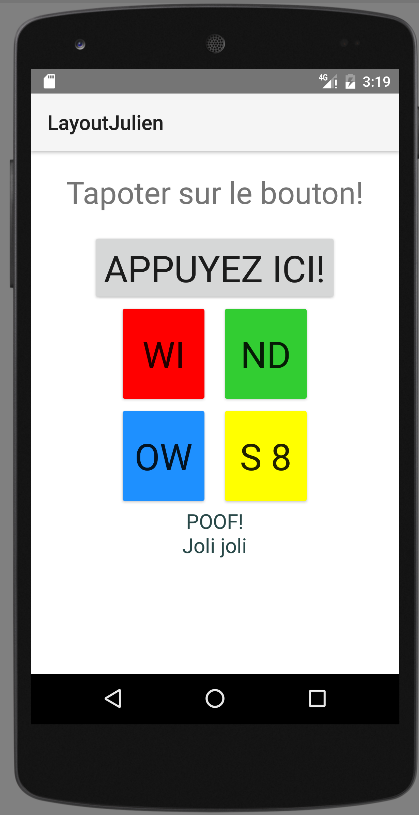 4G 3:19
LayoutJulien
Tapoter sur le bouton!
APPUYEZ ICI!
WI ND
OW S 8
POOF!
Joli joli